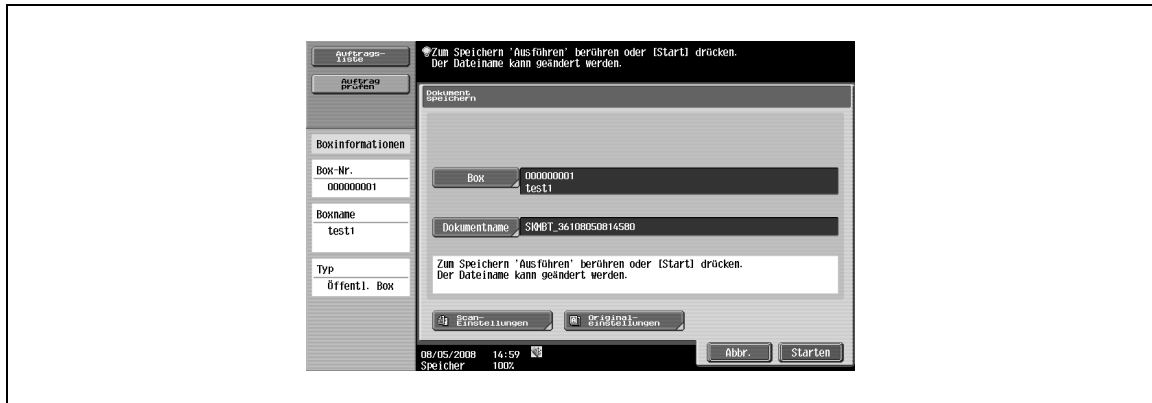 Auftrags-
liste
Auftrag
prüfen
Zum Speichern 'Ausführen' berühren oder [Start] drücken.
Der Dateiname kann geändert werden.
Dokument
speichern
Boxinformationen
Box-Nr.
000000001
Boxname
test1
Typ
Öffentl. Box
Box
000000001
test1
Dokumentname
SKMBT_36108050814580
Zum Speichern 'Ausführen' berühren oder [Start] drücken.
Der Dateiname kann geändert werden.
Scan-
Einstellungen
Original-
einstellungen
08/05/2008 14:59
Speicher 100%
Abbr.
Starten